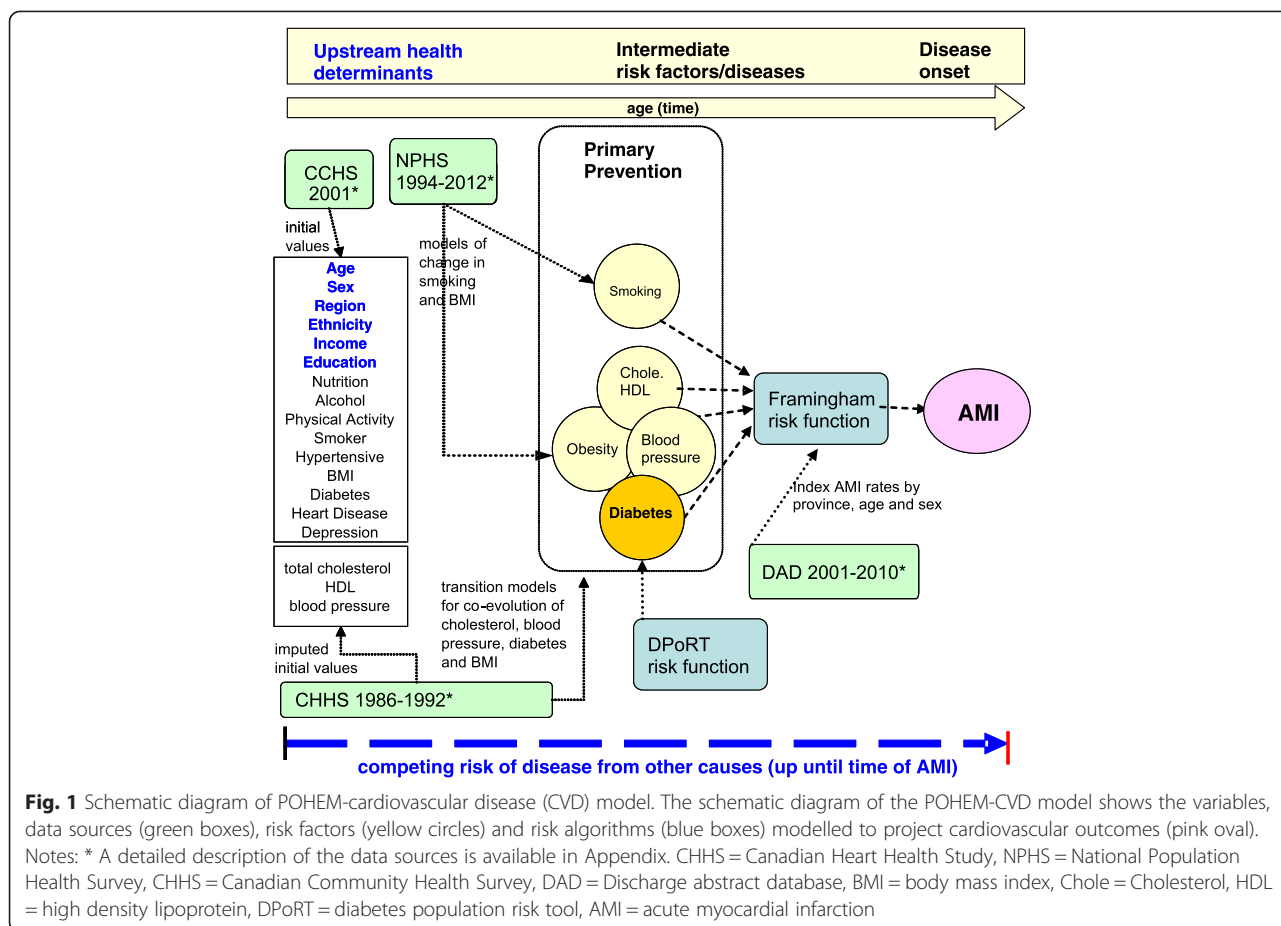 Upstream health
determinants
Intermediate
risk factors/diseases
Disease
onset
age (time)
CCHS
2001*
NPHS
1994-2012*
Primary
Prevention
initial
values
models of
change in
smoking
and BMI
Age
Sex
Region
Ethnicity
Income
Education
Nutrition
Alcohol
Physical Activity
Smoker
Hypertensive
BMI
Diabetes
Heart Disease
Depression
total cholesterol
HDL
blood pressure
imputed
initial values
CHHS 1986-1992*
transition models
for co-evolution of
cholesterol, blood
pressure, diabetes
and BMI
Smoking
Chole.
HDL
Obesity
Blood
pressure
Diabetes
DPoRT
risk function
Framingham
risk function
AMI
Index AMI rates by
province, age and sex
DAD 2001-2010*
competing risk of disease from other causes (up until time of AMI)
Fig. 1 Schematic diagram of POHEM-cardiovascular disease (CVD) model. The schematic diagram of the POHEM-CVD model shows the variables,
data sources (green boxes), risk factors (yellow circles) and risk algorithms (blue boxes) modelled to project cardiovascular outcomes (pink oval).
Notes: * A detailed description of the data sources is available in Appendix. CHHS = Canadian Heart Health Study, NPHS = National Population
Health Survey, CHHS = Canadian Community Health Survey, DAD = Discharge abstract database, BMI = body mass index, Chole = Cholesterol, HDL
= high density lipoprotein, DPoRT = diabetes population risk tool, AMI = acute myocardial infarction